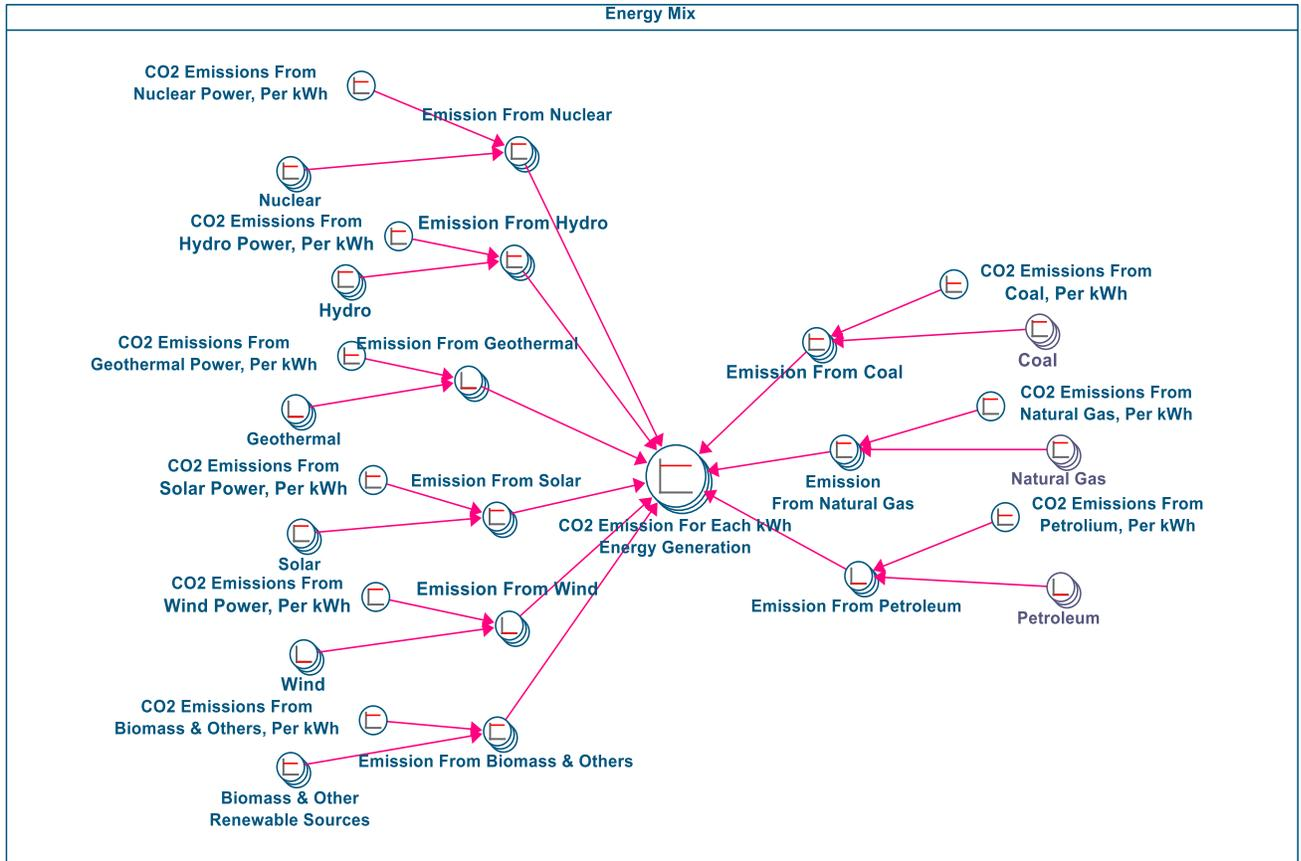 Energy Mix
CO2 Emissions From
Nuclear Power, Per kWh
Emission From Nuclear
Nuclear
CO2 Emissions From
Hydro Power, Per kWh
Emission From Hydro
Hydro
CO2 Emissions From
Geothermal Power, Per kWh
Emission From Geothermal
Geothermal
CO2 Emissions From
Solar Power, Per kWh
Emission From Solar
Solar
CO2 Emissions From
Wind Power, Per kWh
Emission From Wind
Wind
CO2 Emissions From
Biomass & Others, Per kWh
Emission From Biomass & Others
Biomass & Other
Renewable Sources
CO2 Emission For Each kWh
Energy Generation
CO2 Emissions From
Coal, Per kWh
Coal
Emission From Coal
CO2 Emissions From
Natural Gas, Per kWh
Natural Gas
Emission
From Natural Gas
CO2 Emissions From
Petrolium, Per kWh
Emission From Petroleum
Petroleum